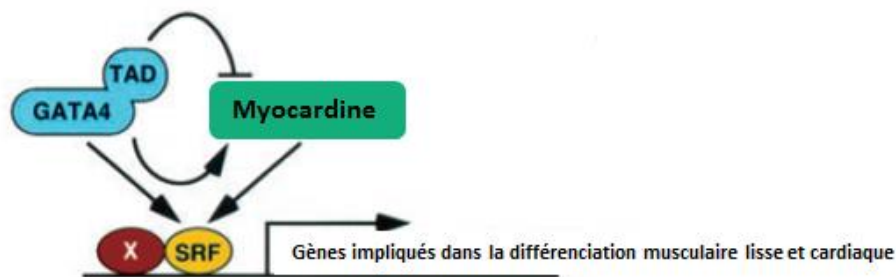 TAD
GATA4
Myocardine
X
SRF
Gènes impliqués dans la différenciation musculaire lisse et cardiaque